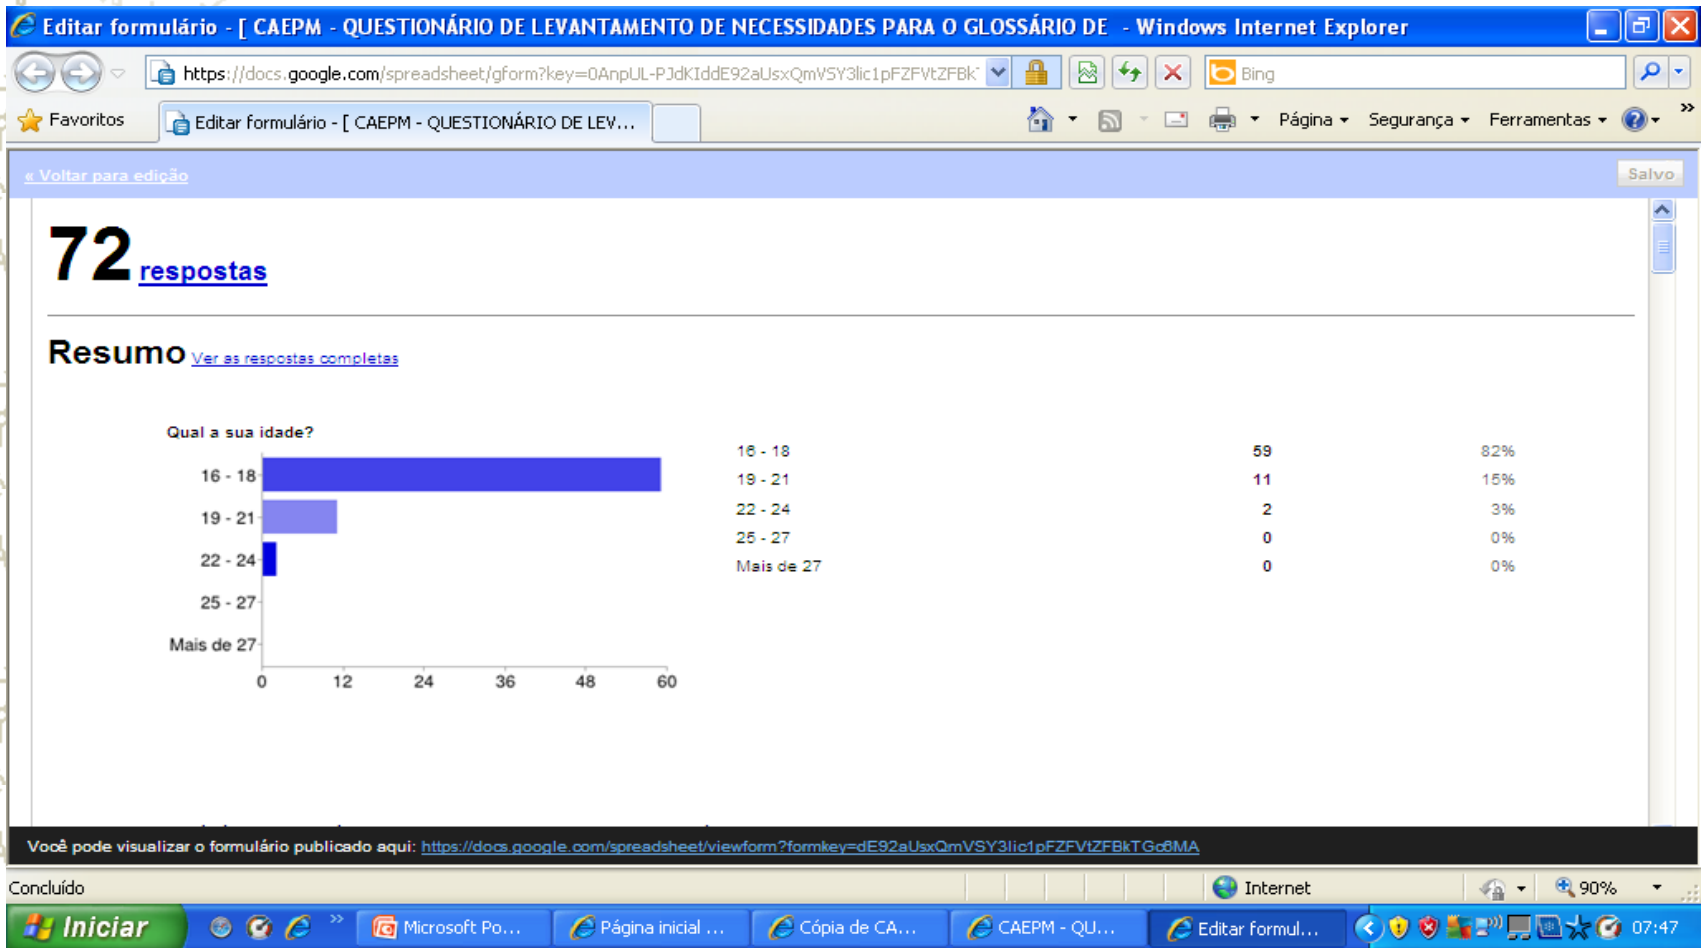 Editar formulário - [ CAEPM - QUESTIONÁRIO DE LEVANTAMENTO DE NECESSIDADES PARA O GLOSSÁRIO DE - Windows Internet Explorer
https://docs.google.com/spreadsheet/gform?key=0AnpUL-PJdKIddE92aUsxQmVSY3lic1pFZFVtZFBk
Bing
Favoritos
Editar formulário - [ CAEPM - QUESTIONÁRIO DE LEV...
Página
Segurança
Ferramentas
»
« Voltar para edição
Salvo
72 respostas
Resumo Ver as respostas completas
Qual a sua idade?
16 - 18
19 - 21
22 - 24
25 - 27
Mais de 27
0 12 24 36 48 60
16 - 18 59 82%
19 - 21 11 15%
22 - 24 2 3%
25 - 27 0 0%
Mais de 27 0 0%
Você pode visualizar o formulário publicado aqui: https://docs.google.com/spreadsheet/viewform?formkey=dE92aUsxQmVSY3lic1pFZFVtZFBkTGc6MA
Concluído
Internet
90%
Iniciar
»
Microsoft Po...
Página inicial ...
Cópia de CA...
CAEPM - QU...
Editar formul...
07:47